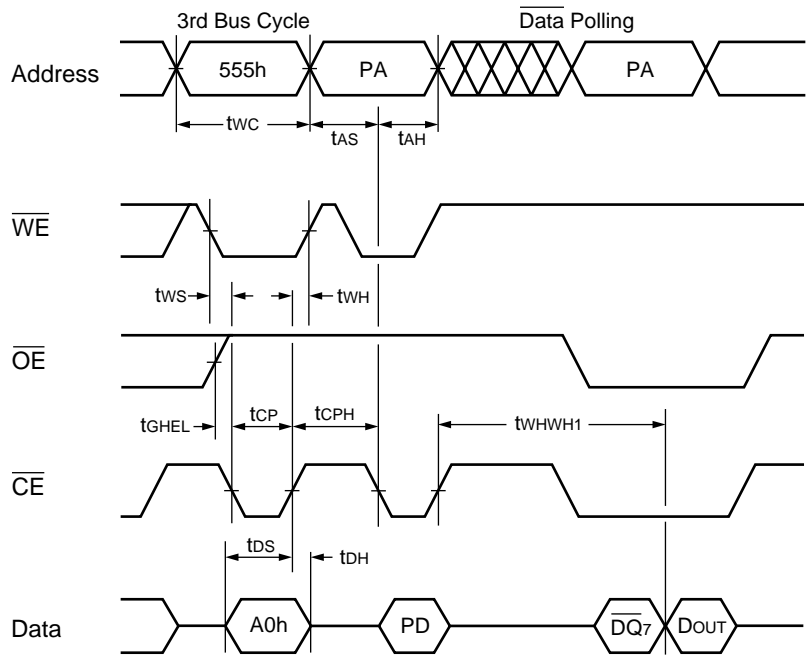 3rd Bus Cycle Data Polling
Address 555h PA PA
tWC tAS tAH
WE
tWS tWH
OE
tGHEL tCP tCPH tWHWH1
CE
tDS tDH
Data A0h PD DQ7 DOUT